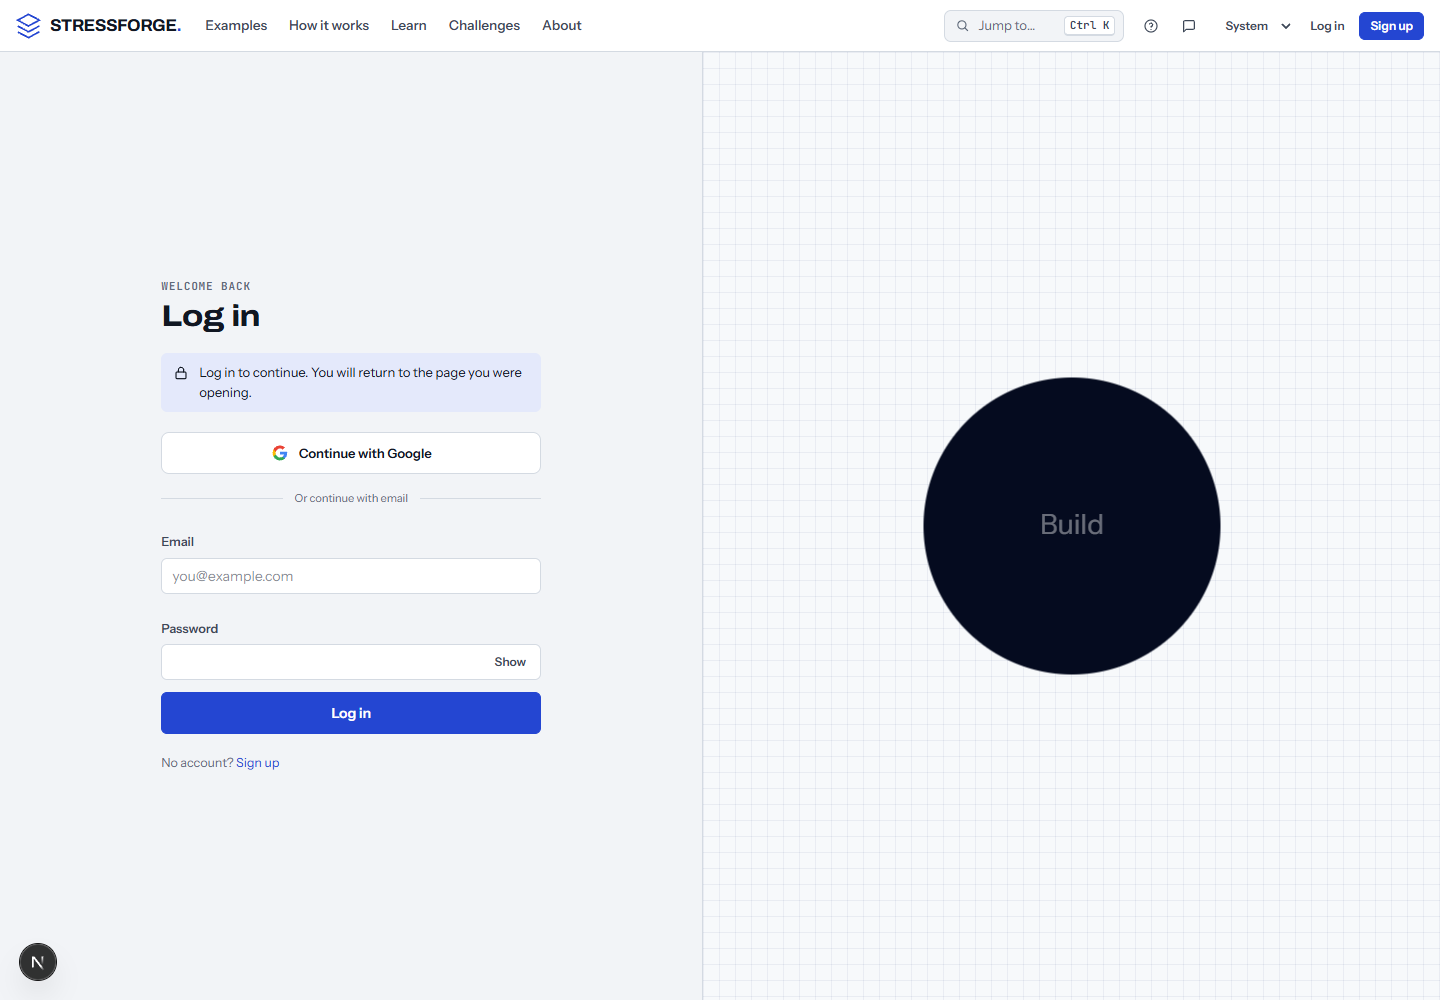 STRESSFORGE.
Examples
How it works
Learn
Challenges
About
Jump to...
Ctrl K
System
Log in
Sign up
WELCOME BACK
Log in
Log in to continue. You will return to the page you were
opening.
Continue with Google
Or continue with email
Email
you@example.com
Password
Show
Log in
No account? Sign up
Build
N